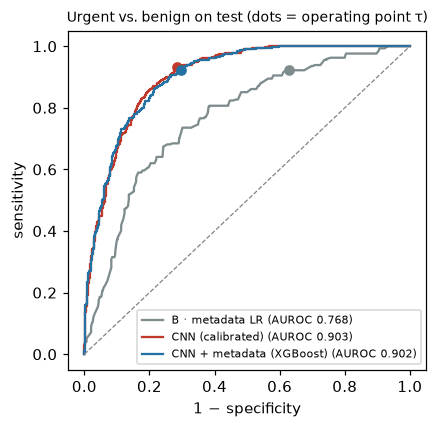 Urgent vs. benign on test (dots = operating point τ)
1.0
0.8
0.6
0.4
0.2
0.0
sensitivity
B · metadata LR (AUROC 0.768)
CNN (calibrated) (AUROC 0.903)
CNN + metadata (XGBoost) (AUROC 0.902)
0.0 0.2 0.4 0.6 0.8 1.0
1 − specificity